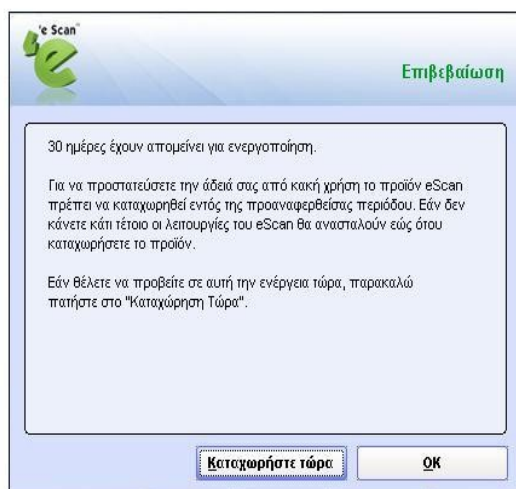 e Scan
Επιβεβαίωση
30 ημέρες έχουν απομείνει για ενεργοποίηση.
Για να προστατεύσετε την άδειά σας από κακή χρήση το προϊόν eScan
πρέπει να καταχωρηθεί εντός της προαναφερθείσας περιόδου. Εάν δεν
κάνετε κάτι τέτοιο οι λειτουργίες του eScan θα ανασταλούν εώς ότου
καταχωρήσετε το προϊόν.
Εάν θέλετε να προβείτε σε αυτή την ενέργεια τώρα, παρακαλώ
πατήστε στο "Καταχώρηση Τώρα".
Καταχωρήστε τώρα
OK